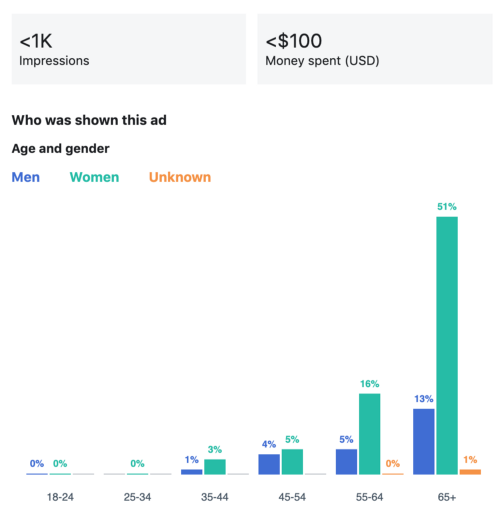 <1K
Impressions
<$100
Money spent (USD)
Who was shown this ad
Age and gender
Men Women Unknown
51%
16%
13%
4% 5% 5%
1% 3%
0% 0% 0% 0% 1%
18-24 25-34 35-44 45-54 55-64 65+